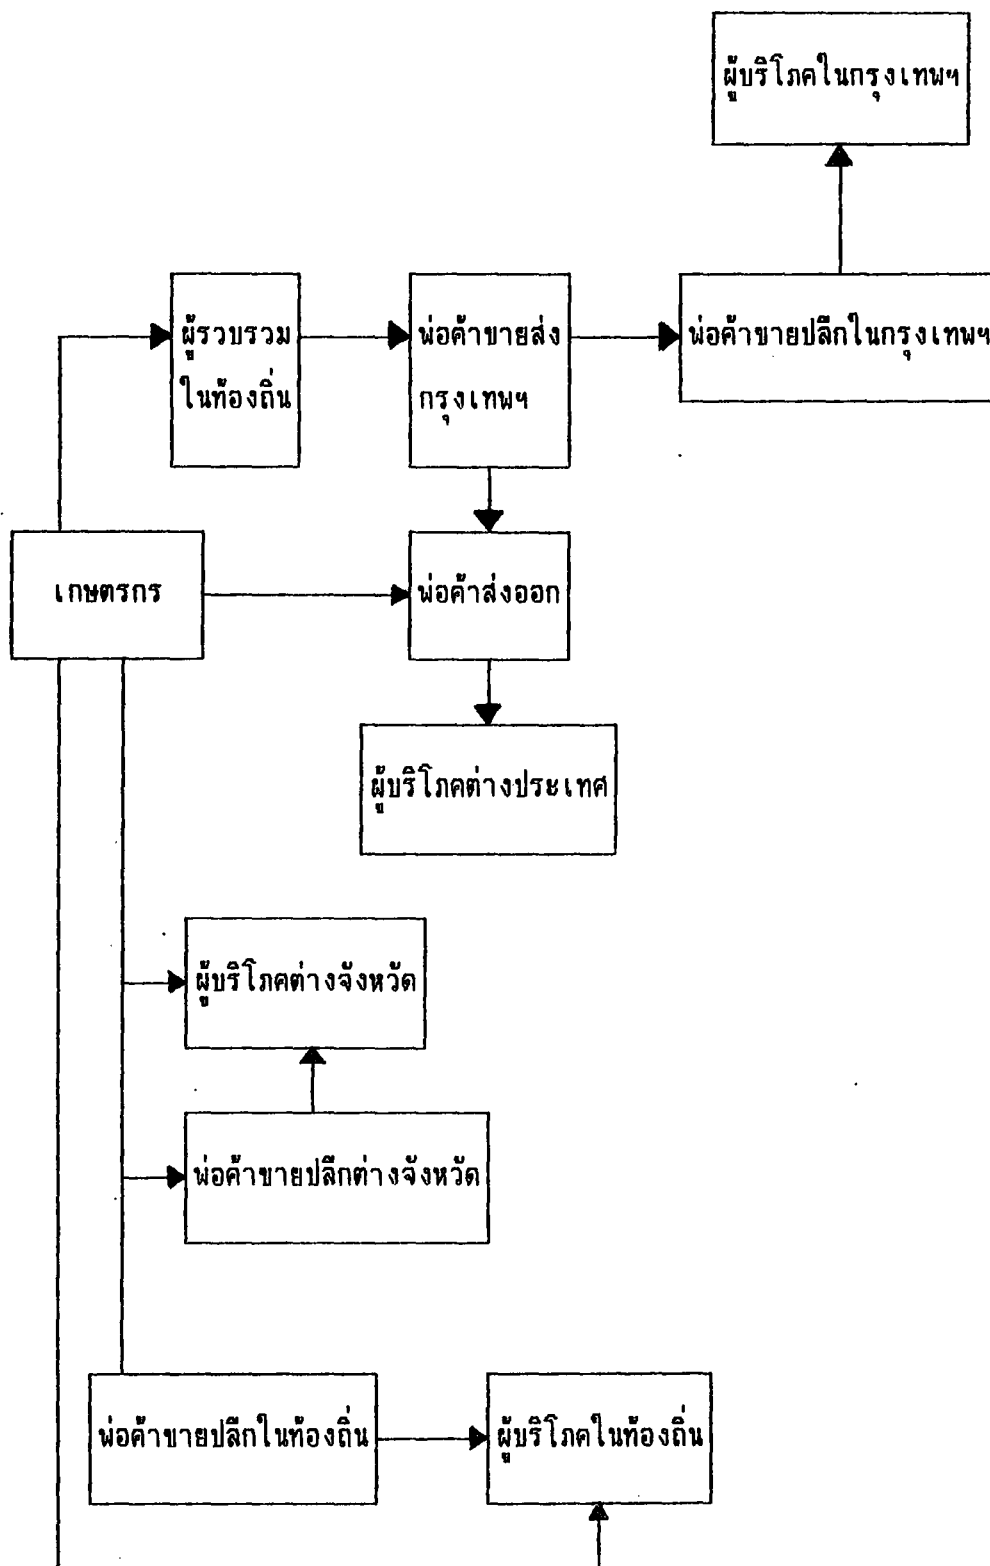 ผู้บริโภคในกรุงเทพฯ
ผู้รวบรวม
ในท้องถิ่น
พ่อค้าขายส่ง
กรุงเทพฯ
พ่อค้าขายปลีกในกรุงเทพฯ
เกษตรกร
พ่อค้าส่งออก
ผู้บริโภคต่างประเทศ
ผู้บริโภคต่างจังหวัด
พ่อค้าขายปลีกต่างจังหวัด
พ่อค้าขายปลีกในท้องถิ่น
ผู้บริโภคในท้องถิ่น